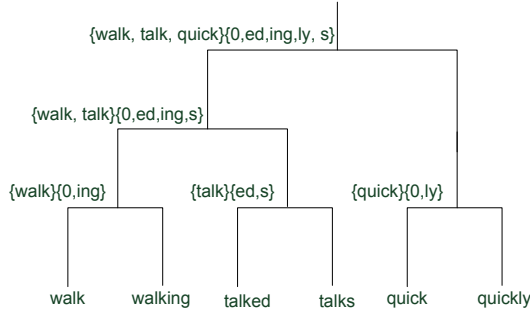 {walk, talk, quick}{0,ed,ing,ly, s}
{walk, talk}{0,ed,ing,s}
{walk}{0,ing} {talk}{ed,s} {quick}{0,ly}
walk walking talked talks quick quickly